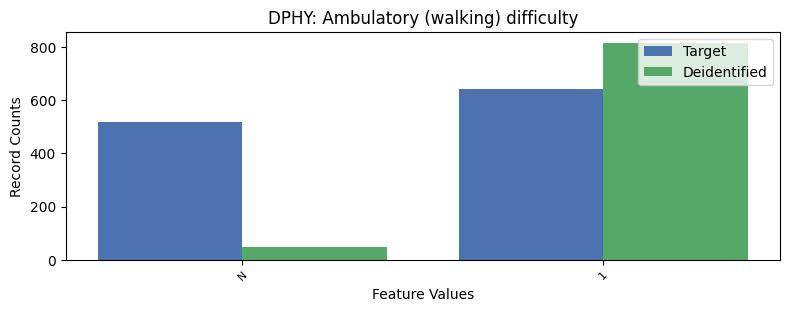 DPHY: Ambulatory (walking) difficulty
Target
Deidentified
800
600
400
200
0
Record Counts
N
1
Feature Values